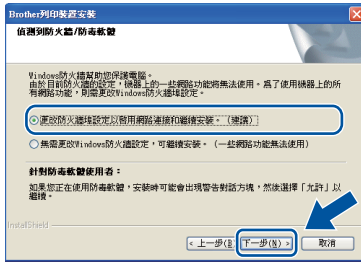 Brother列印裝置安裝
偵測到防火牆/防毒軟體
Windows防火牆幫助您保護電腦。
由於目前防火牆的設定，機器上的一些網路功能將無法使用。爲了使用機器上的所
有網路功能，則需更改Windows防火牆設定。
更改防火牆埠設定以啓用網路連接和繼續安裝。（建議）
無需更改Windows防火牆設定，可繼續安裝。（一些網路功能無法使用）
針對防毒軟體使用者：
如果您正在使用防毒軟體，安裝時可能會出現警告對話方塊，然後選擇「允許」以
繼續。
InstallShield
< 上一步(B) 下一步(N) > 取消